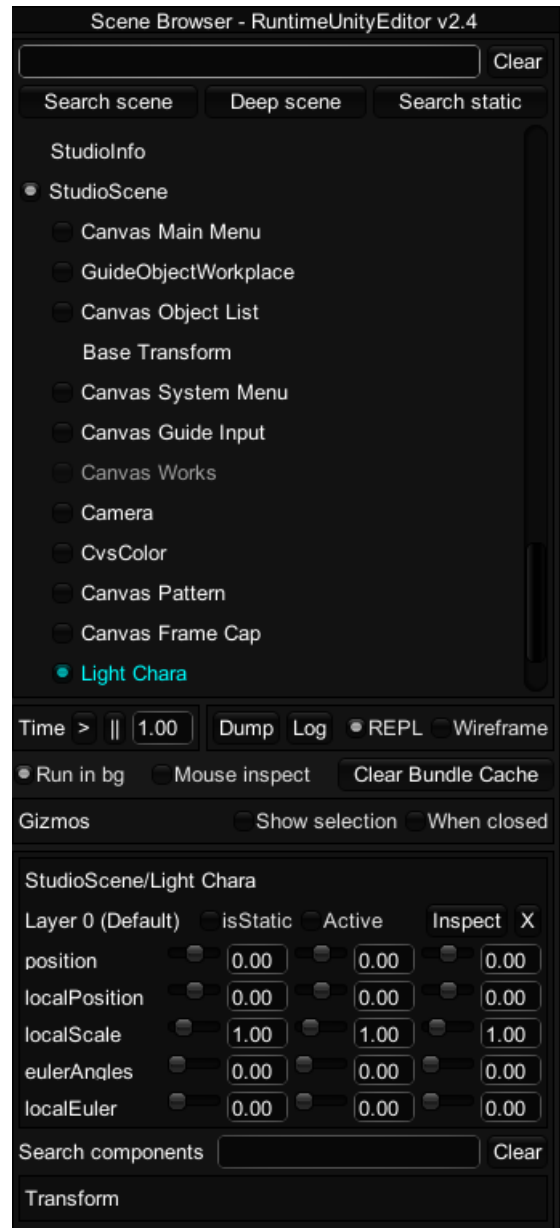 Scene Browser - RuntimeUnityEditor v2.4
Clear
Search scene Deep scene Search static
StudioInfo
StudioScene
Canvas Main Menu
GuideObjectWorkplace
Canvas Object List
Base Transform
Canvas System Menu
Canvas Guide Input
Canvas Works
Camera
CvsColor
Canvas Pattern
Canvas Frame Cap
Light Chara
Time > || 1.00 Dump Log REPL Wireframe
Run in bg Mouse inspect Clear Bundle Cache
Gizmos Show selection When closed
StudioScene/Light Chara
Layer 0 (Default) isStatic Active Inspect X
position 0.00 0.00 0.00
localPosition 0.00 0.00 0.00
localScale 1.00 1.00 1.00
eulerAngles 0.00 0.00 0.00
localEuler 0.00 0.00 0.00
Search components Clear
Transform